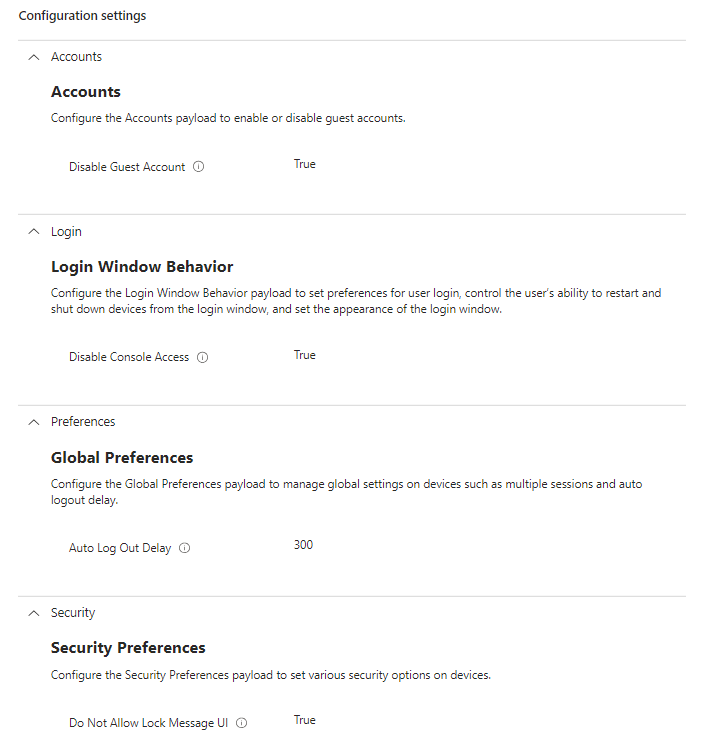 Configuration settings
Accounts
Accounts
Configure the Accounts payload to enable or disable guest accounts.
Disable Guest Account True
Login
Login Window Behavior
Configure the Login Window Behavior payload to set preferences for user login, control the user's ability to restart and
shut down devices from the login window, and set the appearance of the login window.
Disable Console Access True
Preferences
Global Preferences
Configure the Global Preferences payload to manage global settings on devices such as multiple sessions and auto
logout delay.
Auto Log Out Delay 300
Security
Security Preferences
Configure the Security Preferences payload to set various security options on devices.
Do Not Allow Lock Message UI True